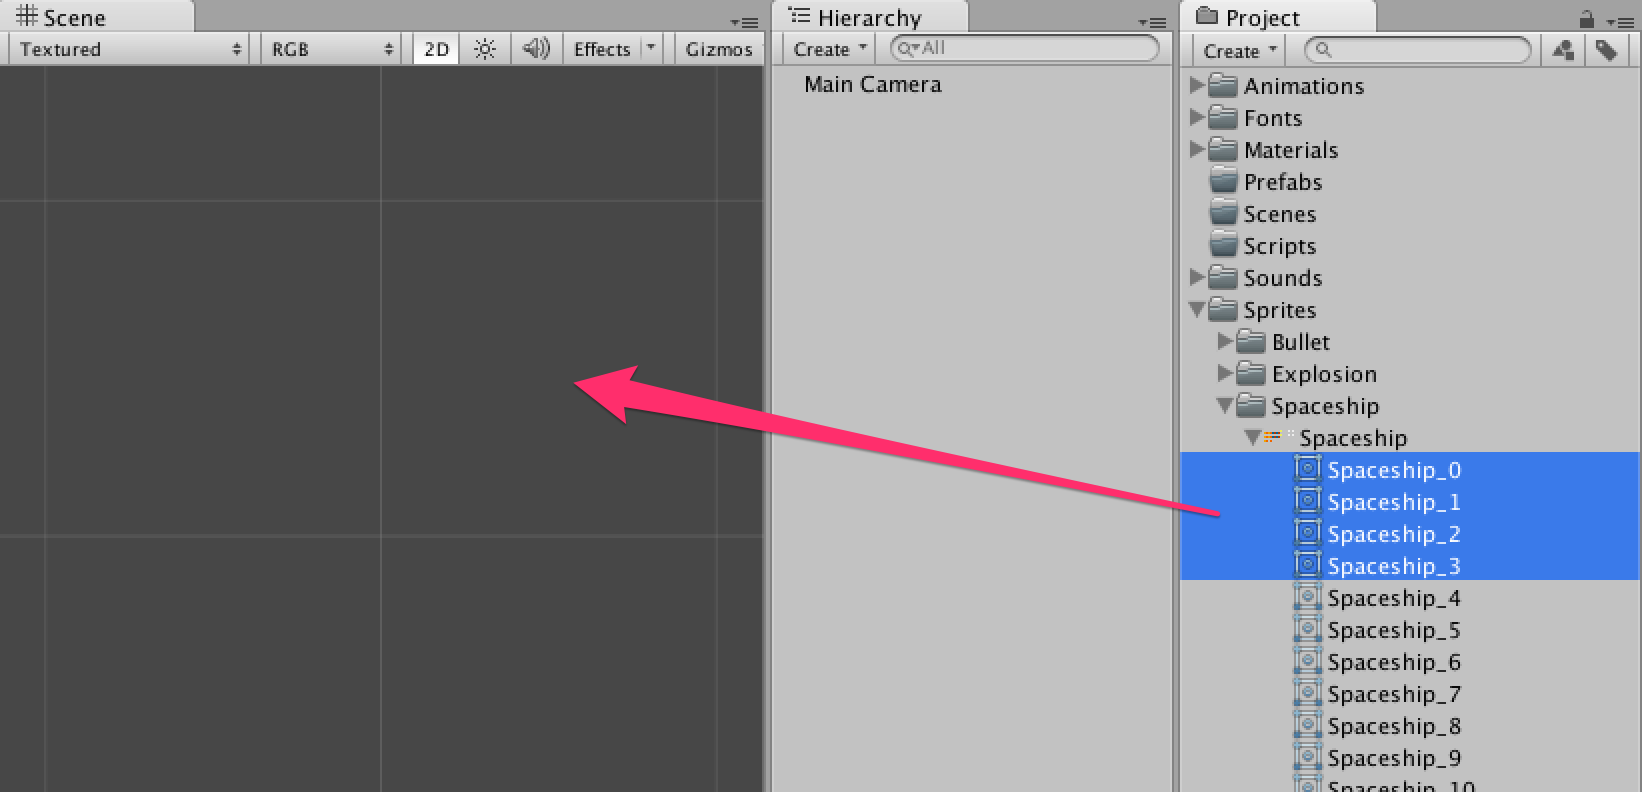 Scene
Textured
RGB
2D
Effects
Gizmos
Hierarchy
Create
All
Main Camera
Project
Create
Animations
Fonts
Materials
Prefabs
Scenes
Scripts
Sounds
Sprites
Bullet
Explosion
Spaceship
Spaceship
Spaceship_0
Spaceship_1
Spaceship_2
Spaceship_3
Spaceship_4
Spaceship_5
Spaceship_6
Spaceship_7
Spaceship_8
Spaceship_9
Spaceship_10